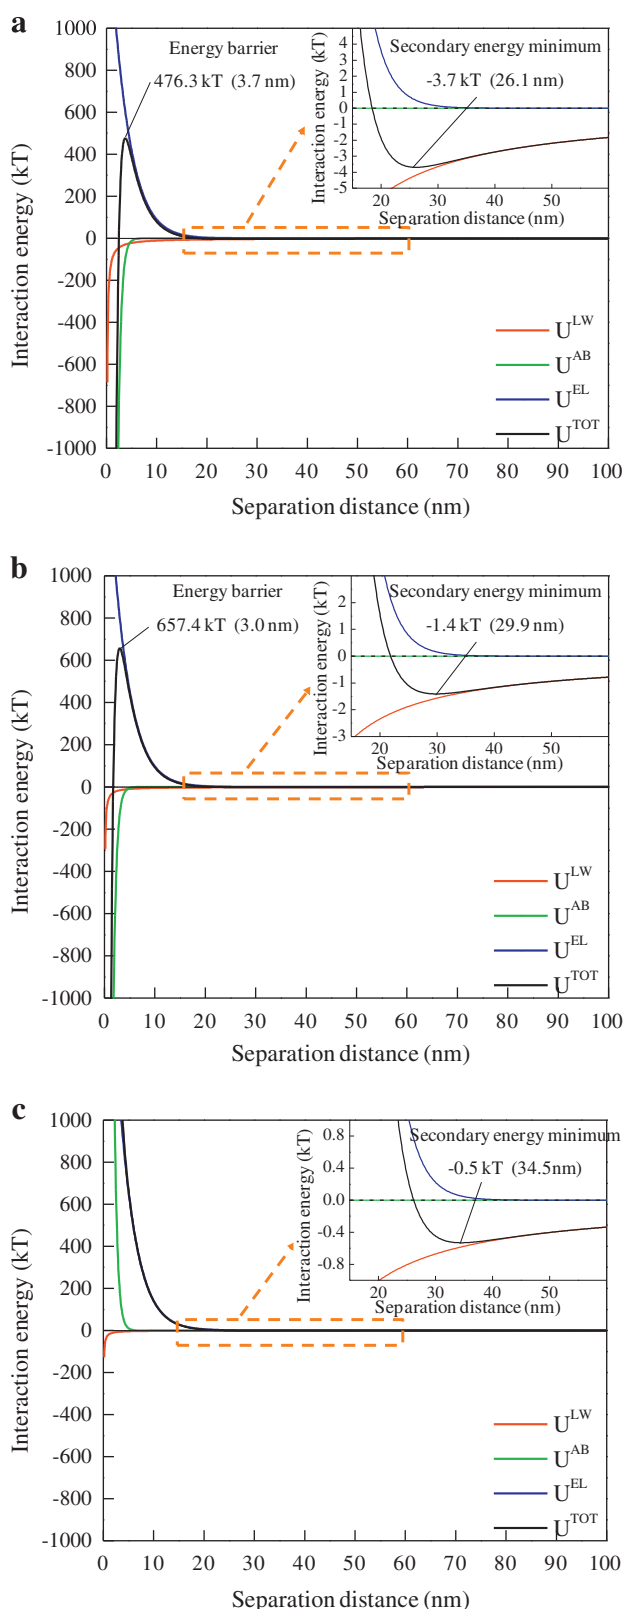 a
Interaction energy (kT)
1000
800
600
400
200
0
-200
-400
-600
-800
-1000
Energy barrier
476.3 kT (3.7 nm)
Interaction energy (kT)
4
3
2
1
0
-1
-2
-3
-4
-5
Secondary energy minimum
-3.7 kT (26.1 nm)
20 30 40 50
Separation distance (nm)
U^LW
U^AB
U^EL
U^TOT
0 10 20 30 40 50 60 70 80 90 100
Separation distance (nm)
b
Interaction energy (kT)
1000
800
600
400
200
0
-200
-400
-600
-800
-1000
Energy barrier
657.4 kT (3.0 nm)
Interaction energy (kT)
2
1
0
-1
-2
-3
Secondary energy minimum
-1.4 kT (29.9 nm)
20 30 40 50
Separation distance (nm)
U^LW
U^AB
U^EL
U^TOT
0 10 20 30 40 50 60 70 80 90 100
Separation distance (nm)
c
Interaction energy (kT)
1000
800
600
400
200
0
-200
-400
-600
-800
-1000
Interaction energy (kT)
0.8
0.4
0.0
-0.4
-0.8
Secondary energy minimum
-0.5 kT (34.5nm)
20 30 40 50
Separation distance (nm)
U^LW
U^AB
U^EL
U^TOT
0 10 20 30 40 50 60 70 80 90 100
Separation distance (nm)